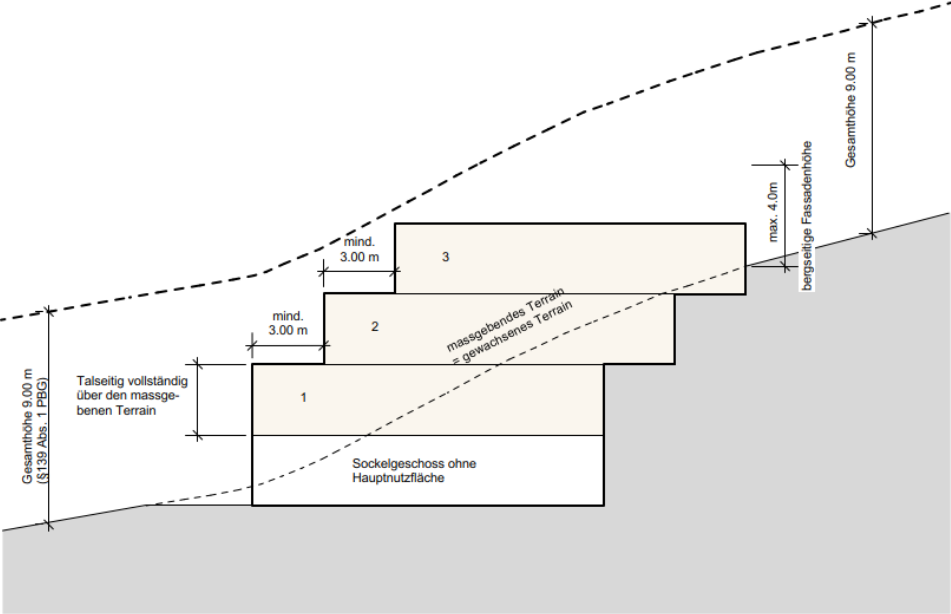 Gesamthöhe 9.00 m
max. 4.0m
bergseitige Fassadenhöhe
mind.
3.00 m
3
mind.
3.00 m
2
massgebendes Terrain
= gewachsenes Terrain
Talseitig vollständig
über den massge-
benen Terrain
1
Gesamthöhe 9.00 m
(§139 Abs. 1 PBG)
Sockelgeschoss ohne
Hauptnutzfläche